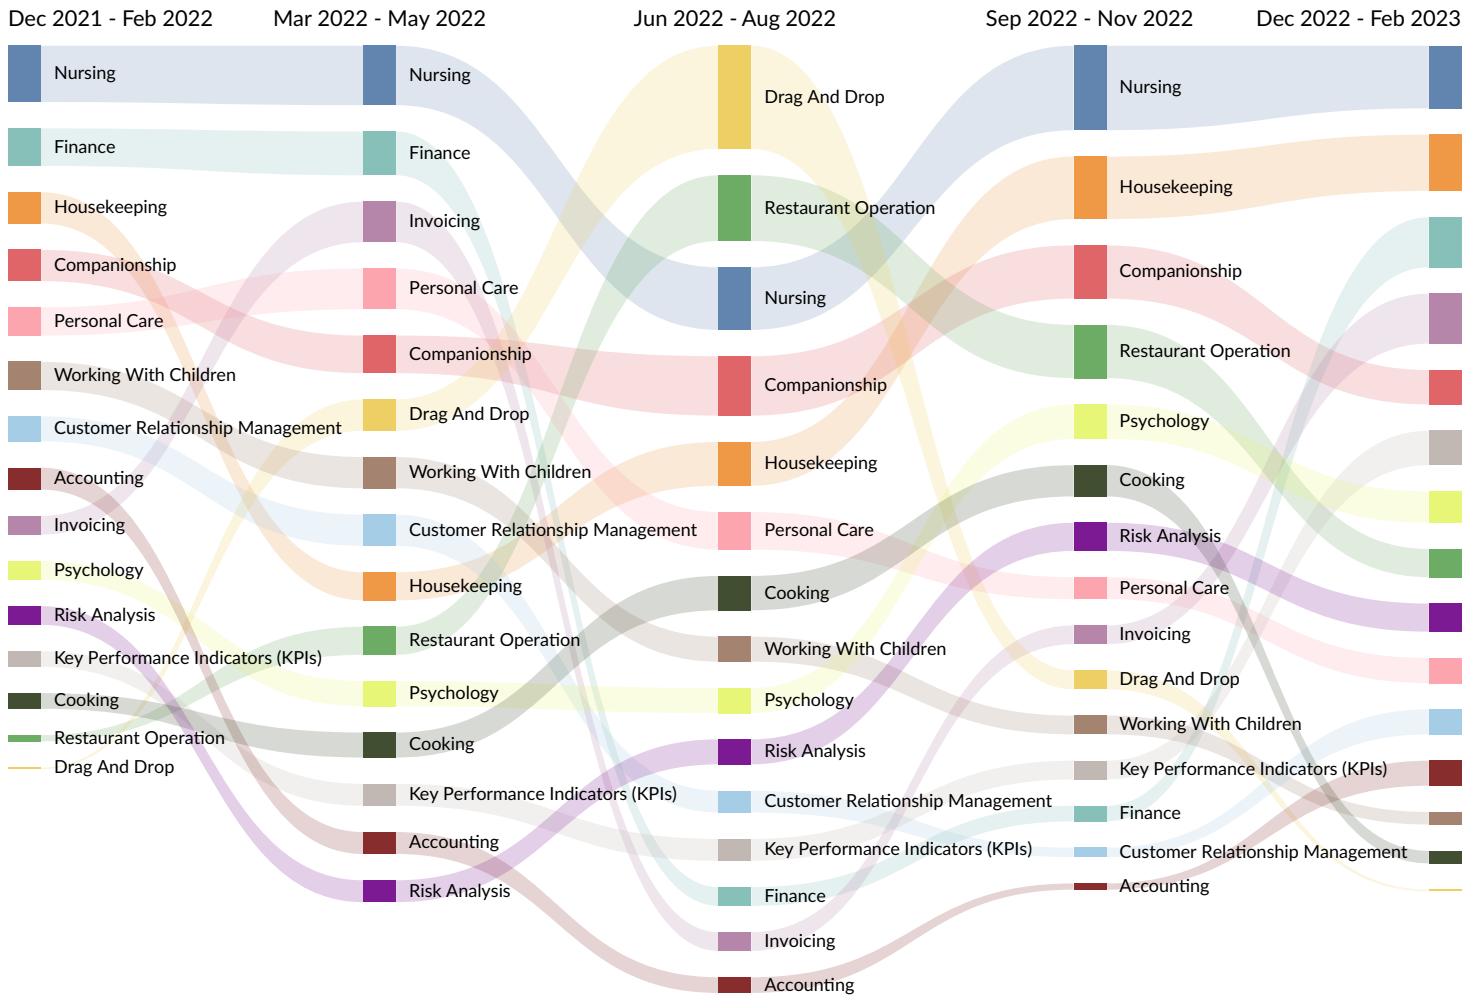 Dec 2021 - Feb 2022
Mar 2022 - May 2022
Jun 2022 - Aug 2022
Sep 2022 - Nov 2022
Dec 2022 - Feb 2023
Nursing
Finance
Housekeeping
Companionship
Personal Care
Working With Children
Customer Relationship Management
Accounting
Invoicing
Psychology
Risk Analysis
Key Performance Indicators (KPIs)
Cooking
Restaurant Operation
Drag And Drop
Nursing
Finance
Invoicing
Personal Care
Companionship
Drag And Drop
Working With Children
Customer Relationship Management
Housekeeping
Restaurant Operation
Psychology
Cooking
Key Performance Indicators (KPIs)
Accounting
Risk Analysis
Drag And Drop
Restaurant Operation
Nursing
Companionship
Housekeeping
Personal Care
Cooking
Working With Children
Psychology
Risk Analysis
Customer Relationship Management
Key Performance Indicators (KPIs)
Finance
Invoicing
Accounting
Nursing
Housekeeping
Companionship
Restaurant Operation
Psychology
Cooking
Risk Analysis
Personal Care
Invoicing
Drag And Drop
Working With Children
Key Performance Indicators (KPIs)
Finance
Customer Relationship Management
Accounting